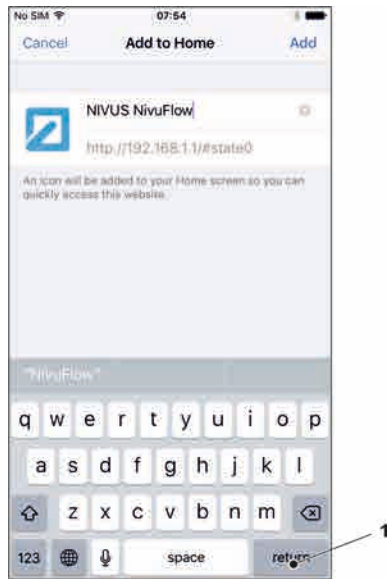 No SIM 07:54
Cancel Add to Home Add
NIVUS NivuFlow
http://192.168.1.1/#state0
An icon will be added to your Home screen so you can
quickly access this website.
"NivuFlow"
q w e r t y u i o p
a s d f g h j k l
z x c v b n m
123 space return
1